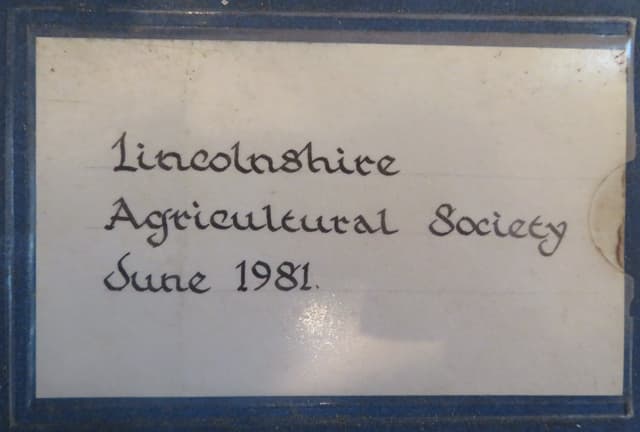 Lincolnshire
Agricultural Society
June 1981.